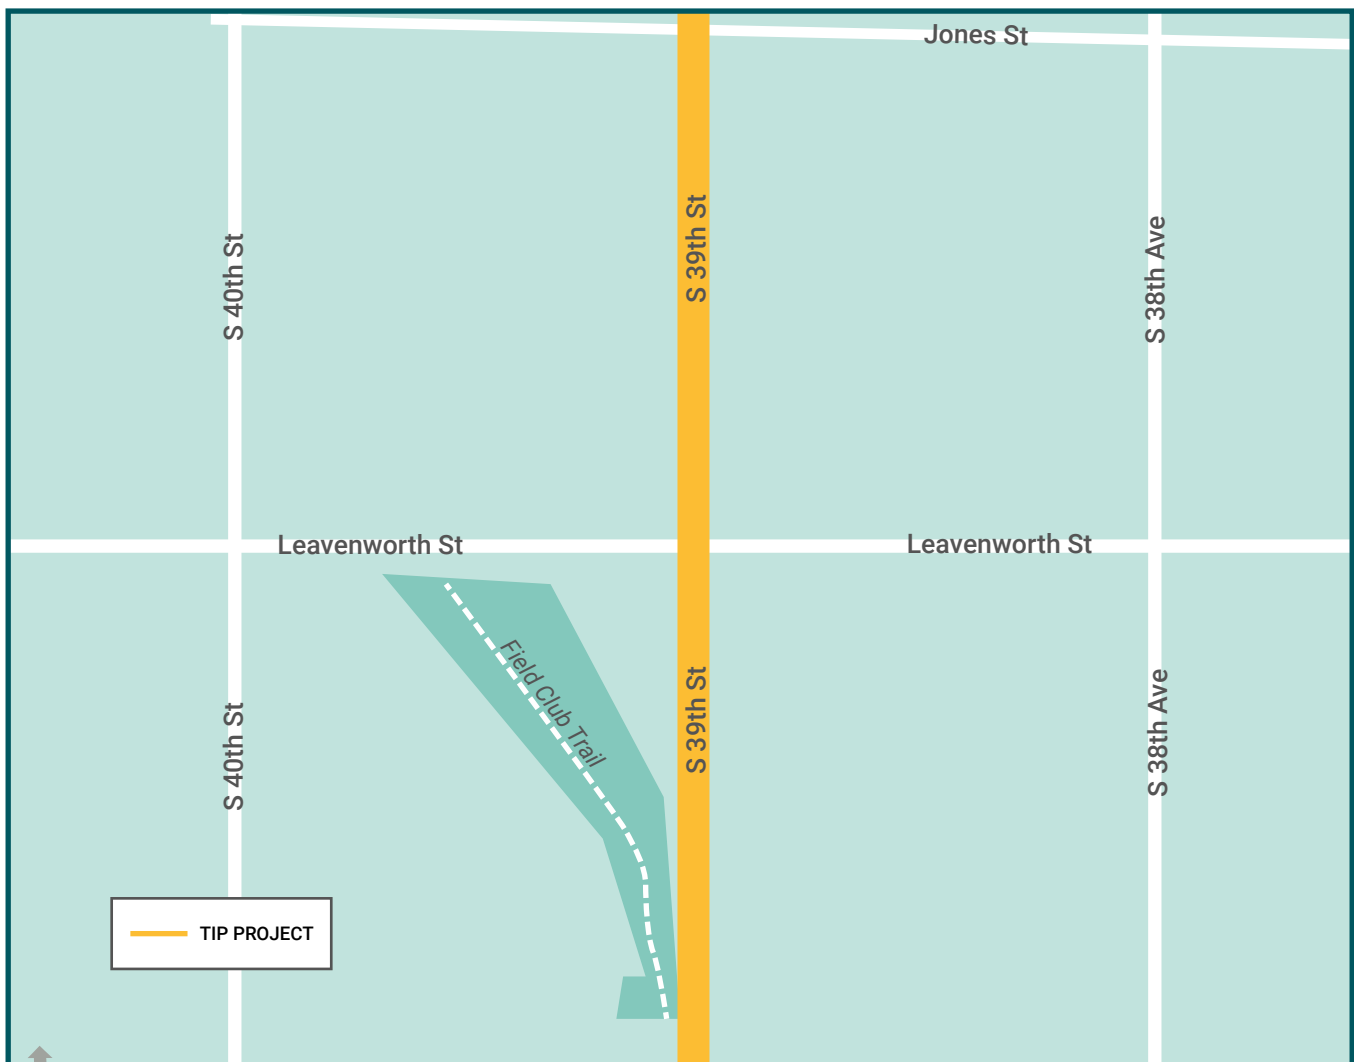 Jones St
S 40th St
S 39th St
S 38th Ave
Leavenworth St
Leavenworth St
Field Club Trail
S 40th St
S 39th St
S 38th Ave
TIP PROJECT